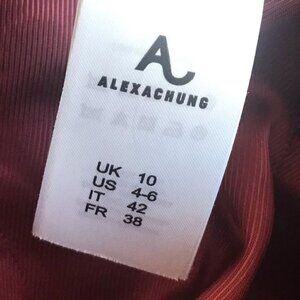 ALEXACHUNG
UK 10
US 4-6
IT 42
FR 38